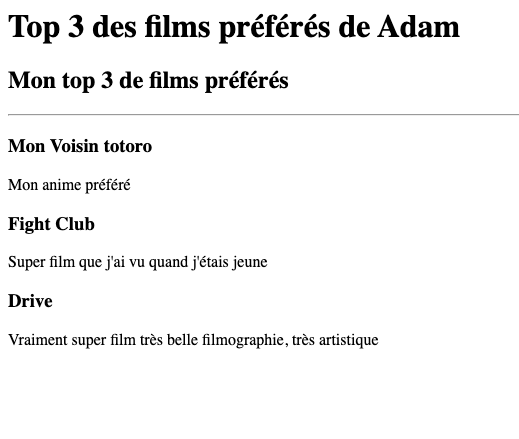 Top 3 des films préférés de Adam
Mon top 3 de films préférés
Mon Voisin totoro
Mon anime préféré
Fight Club
Super film que j'ai vu quand j'étais jeune
Drive
Vraiment super film très belle filmographie, très artistique